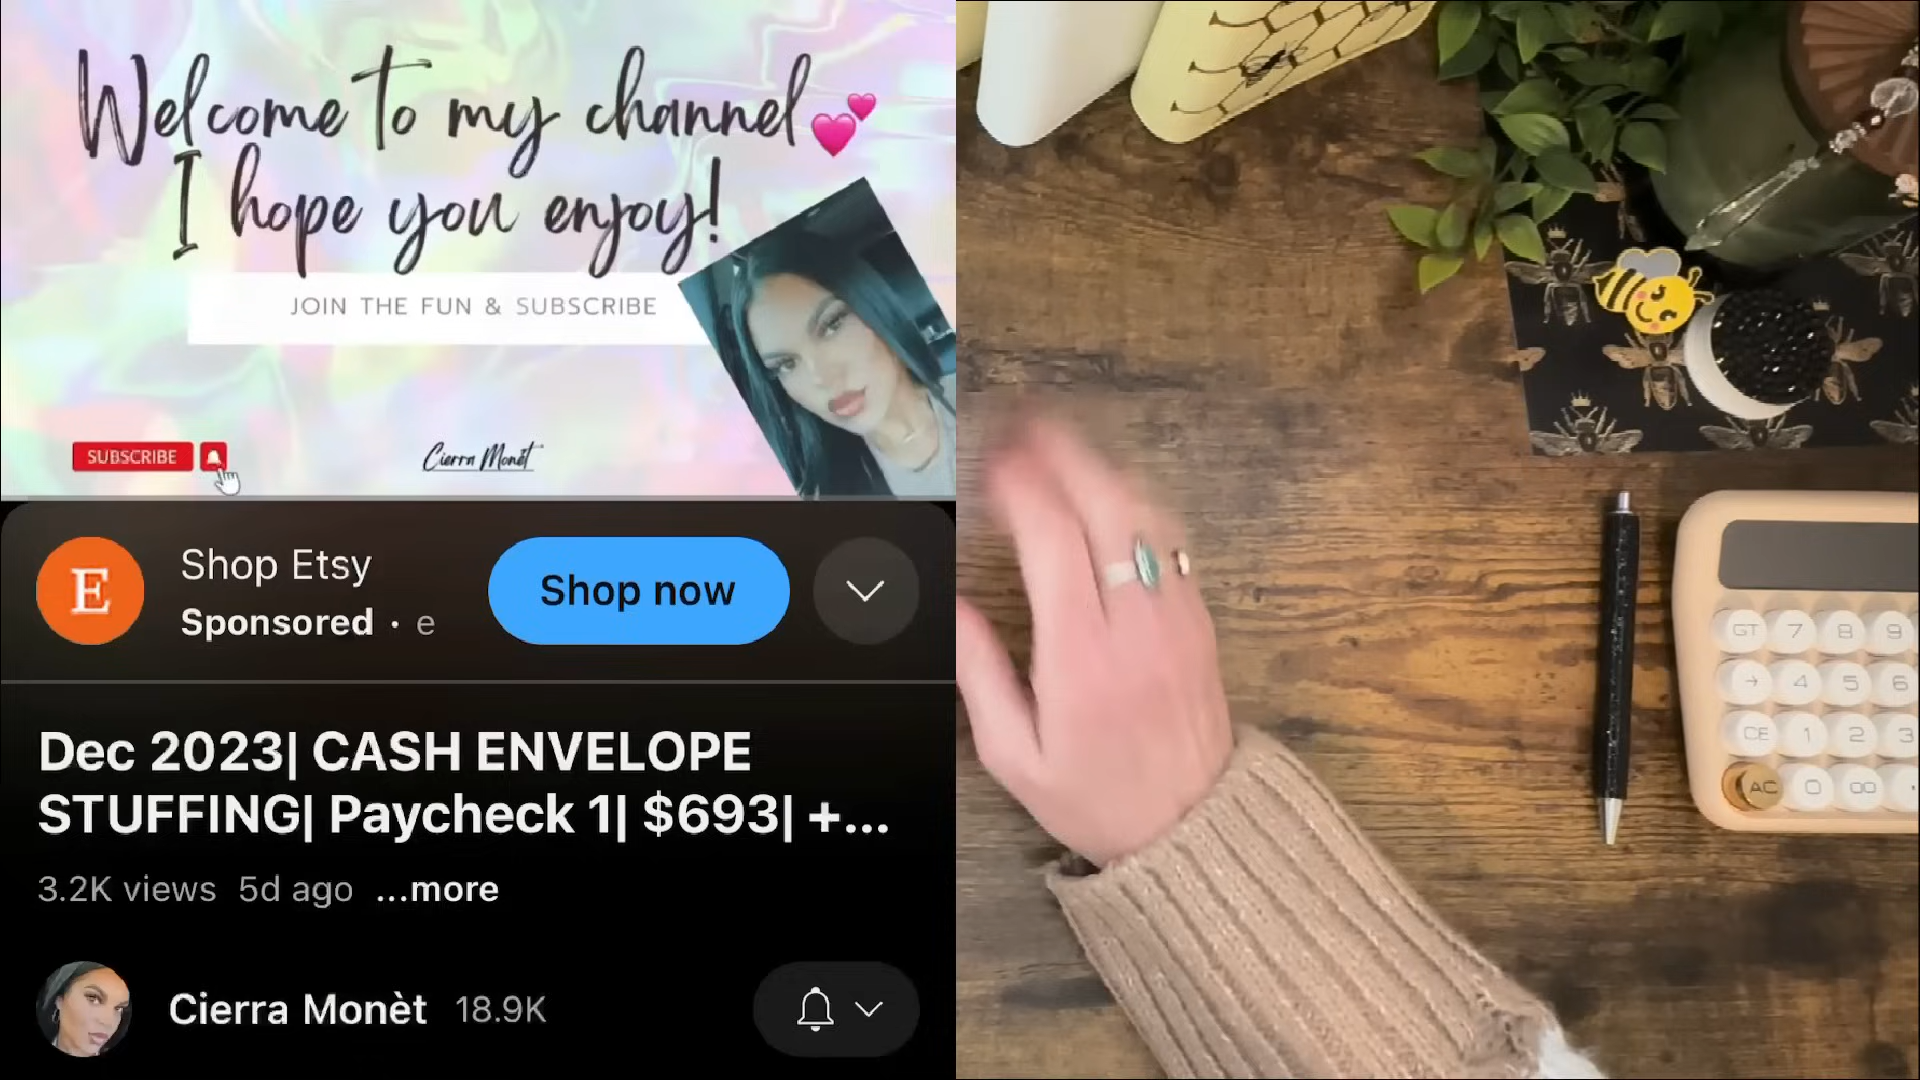 Welcome to my channel
I hope you enjoy!
JOIN THE FUN & SUBSCRIBE
SUBSCRIBE
Cierra Monèt
E
Shop Etsy
Sponsored · e
Shop now
Dec 2023| CASH ENVELOPE
STUFFING| Paycheck 1| $693| +...
3.2K views 5d ago ...more
Cierra Monèt 18.9K
GT 7 8 9
→ 4 5 6
CE 1 2 3
AC 0 00 .